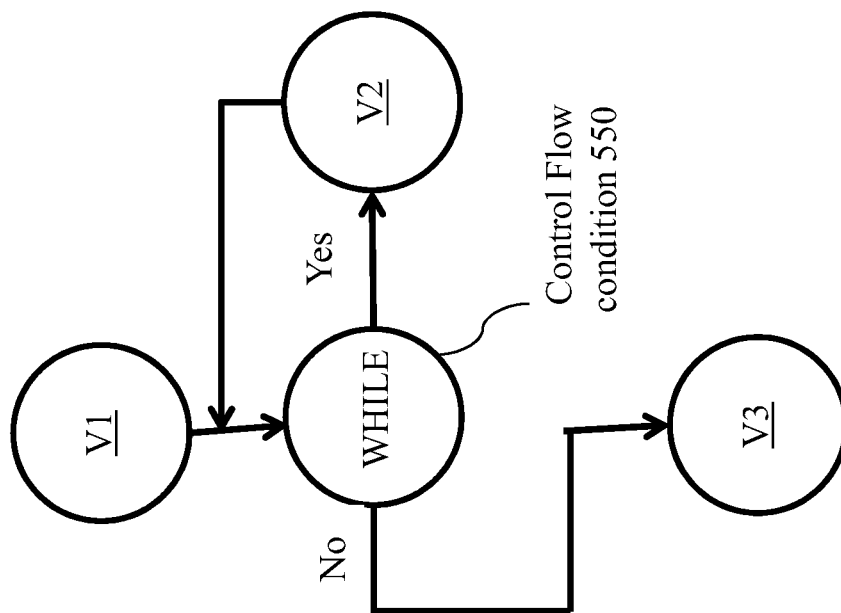 V1
V2
Yes
WHILE
No
Control Flow
condition 550
V3